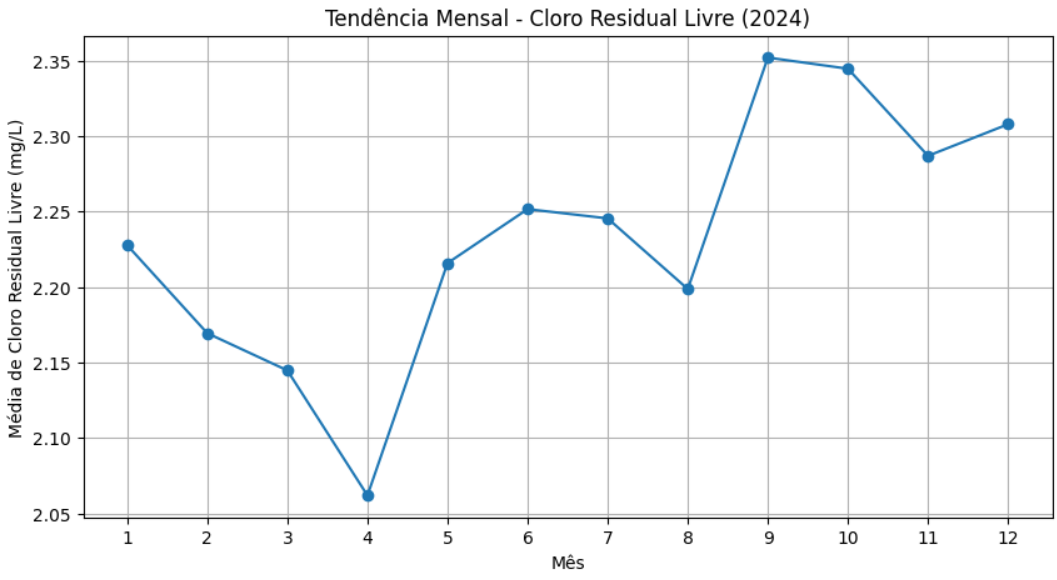 Tendência Mensal - Cloro Residual Livre (2024)
Média de Cloro Residual Livre (mg/L)
2.35
2.30
2.25
2.20
2.15
2.10
2.05
1 2 3 4 5 6 7 8 9 10 11 12
Mês